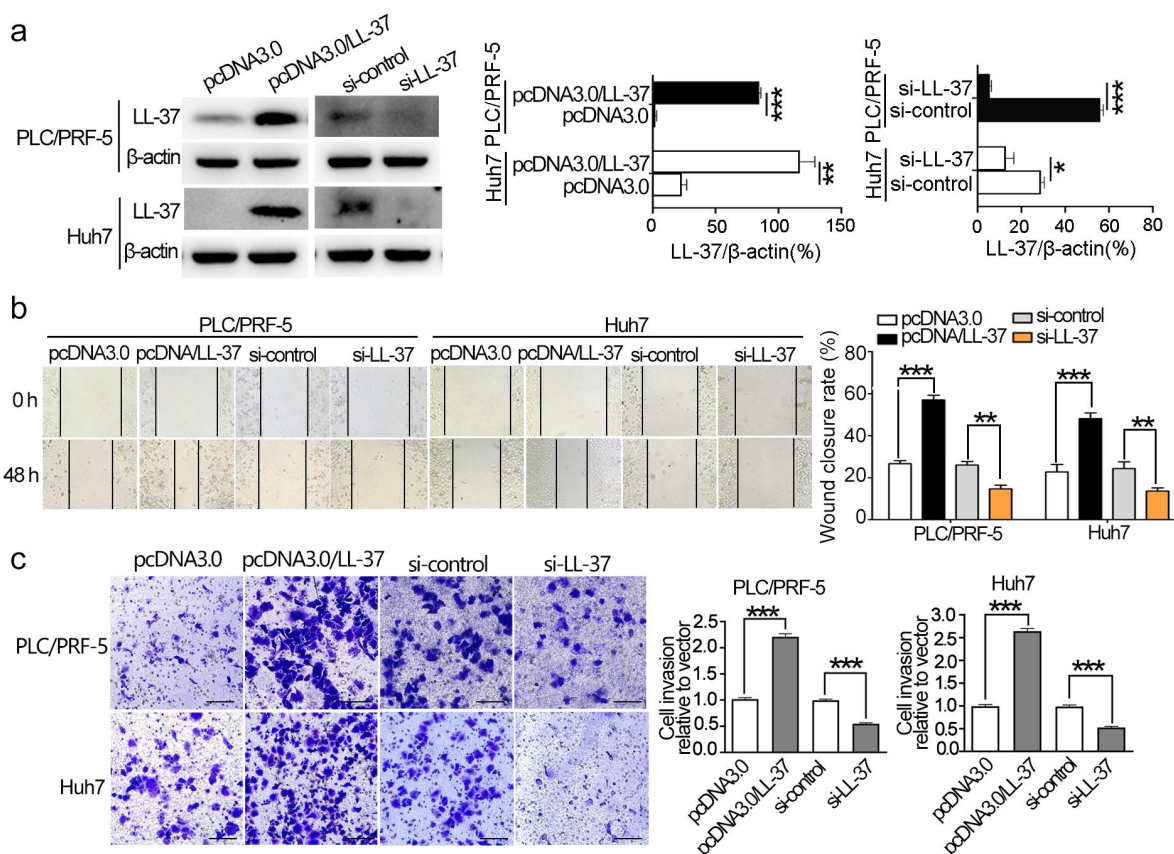 a
pcDNA3.0
pcDNA3.0/LL-37
si-control
si-LL-37
PLC/PRF-5
LL-37
β-actin
Huh7
LL-37
β-actin
PLC/PRF-5
pcDNA3.0/LL-37
pcDNA3.0
***
Huh7
pcDNA3.0/LL-37
pcDNA3.0
**
0 50 100 150
LL-37/β-actin(%)
PLC/PRF-5
si-LL-37
si-control
***
Huh7
si-LL-37
si-control
*
0 20 40 60 80
LL-37/β-actin(%)
b
PLC/PRF-5 Huh7
pcDNA3.0 pcDNA/LL-37 si-control si-LL-37 pcDNA3.0 pcDNA/LL-37 si-control si-LL-37
0 h
48 h
pcDNA3.0 si-control
pcDNA/LL-37 si-LL-37
Wound closure rate (%)
80
60
40
20
0
*** ** *** **
PLC/PRF-5 Huh7
c
pcDNA3.0 pcDNA3.0/LL-37 si-control si-LL-37
PLC/PRF-5
Huh7
PLC/PRF-5
Cell invasion
relative to vector
2.5
2.0
1.5
1.0
0.5
0.0
*** ***
pcDNA3.0
pcDNA3.0/LL-37
si-control
si-LL-37
Huh7
Cell invasion
relative to vector
3.0
2.5
2.0
1.5
1.0
0.5
0.0
*** ***
pcDNA3.0
pcDNA3.0/LL-37
si-control
si-LL-37